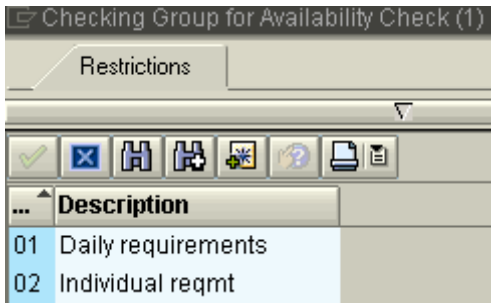 Checking Group for Availability Check (1)
Restrictions
... Description
01 Daily requirements
02 Individual reqmt